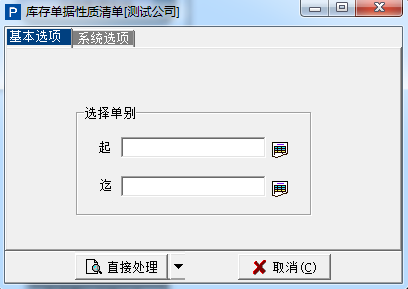 P 库存单据性质清单[测试公司]
基本选项 系统选项
选择单别
起
迄
直接处理 取消(C)